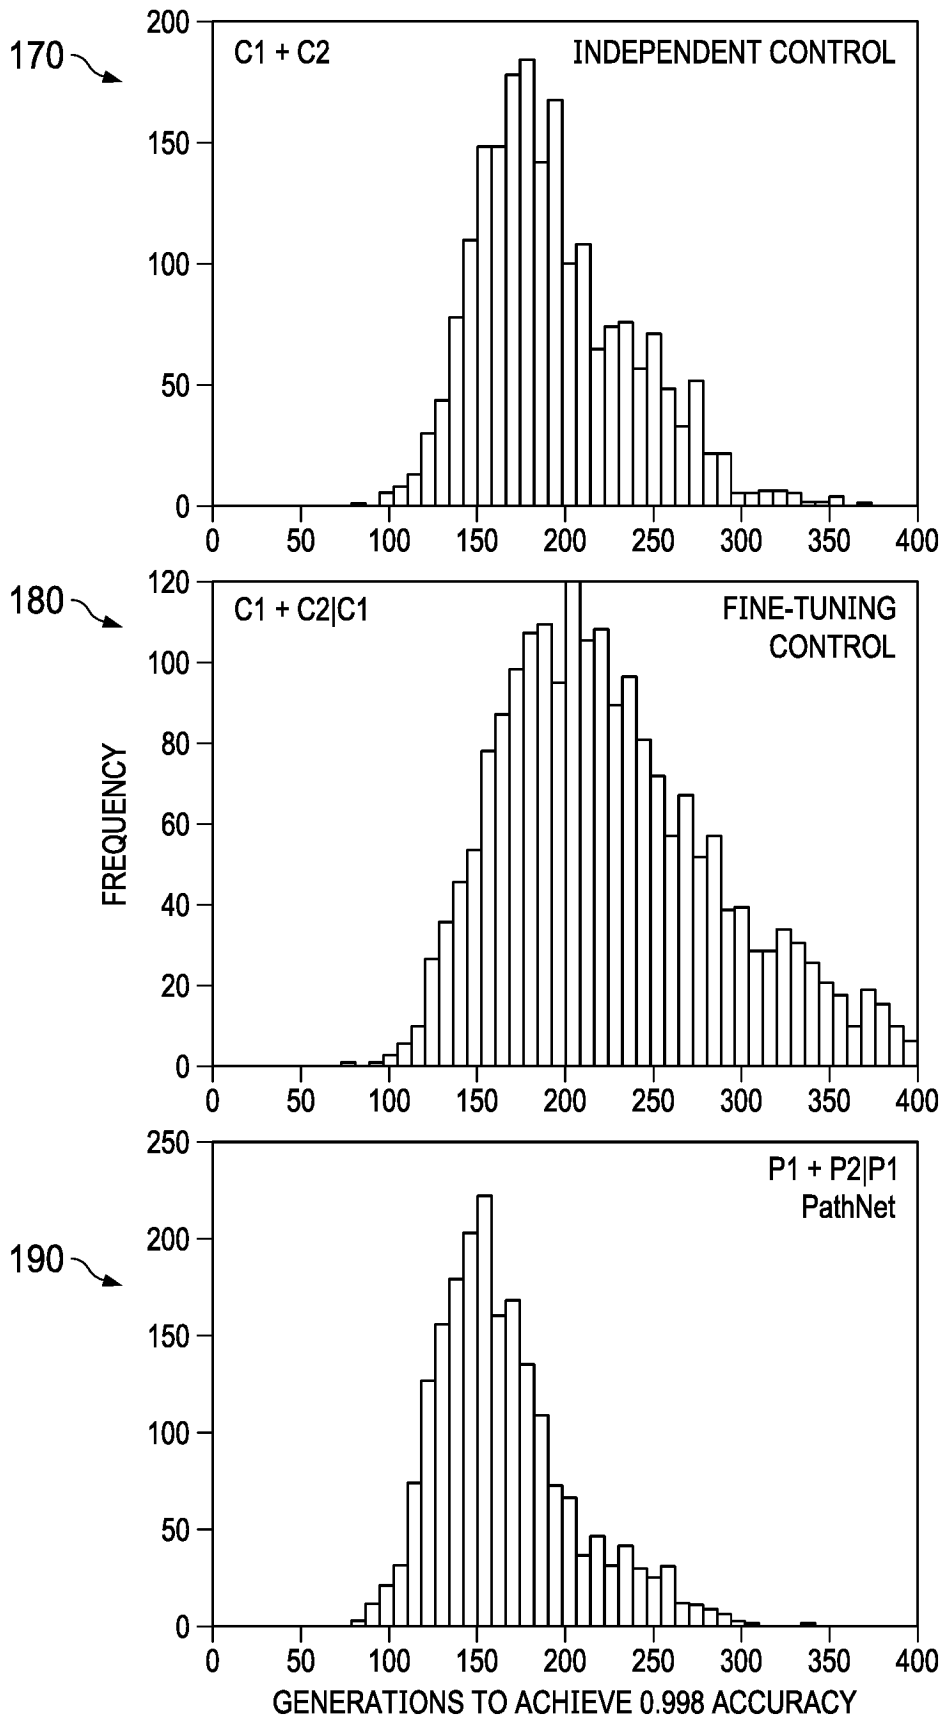 170
200
150
100
50
0
C1 + C2
INDEPENDENT CONTROL
0 50 100 150 200 250 300 350 400
180
120
100
80
60
40
20
0
C1 + C2|C1
FINE-TUNING
CONTROL
FREQUENCY
0 50 100 150 200 250 300 350 400
190
250
200
150
100
50
0
P1 + P2|P1
PathNet
0 50 100 150 200 250 300 350 400
GENERATIONS TO ACHIEVE 0.998 ACCURACY